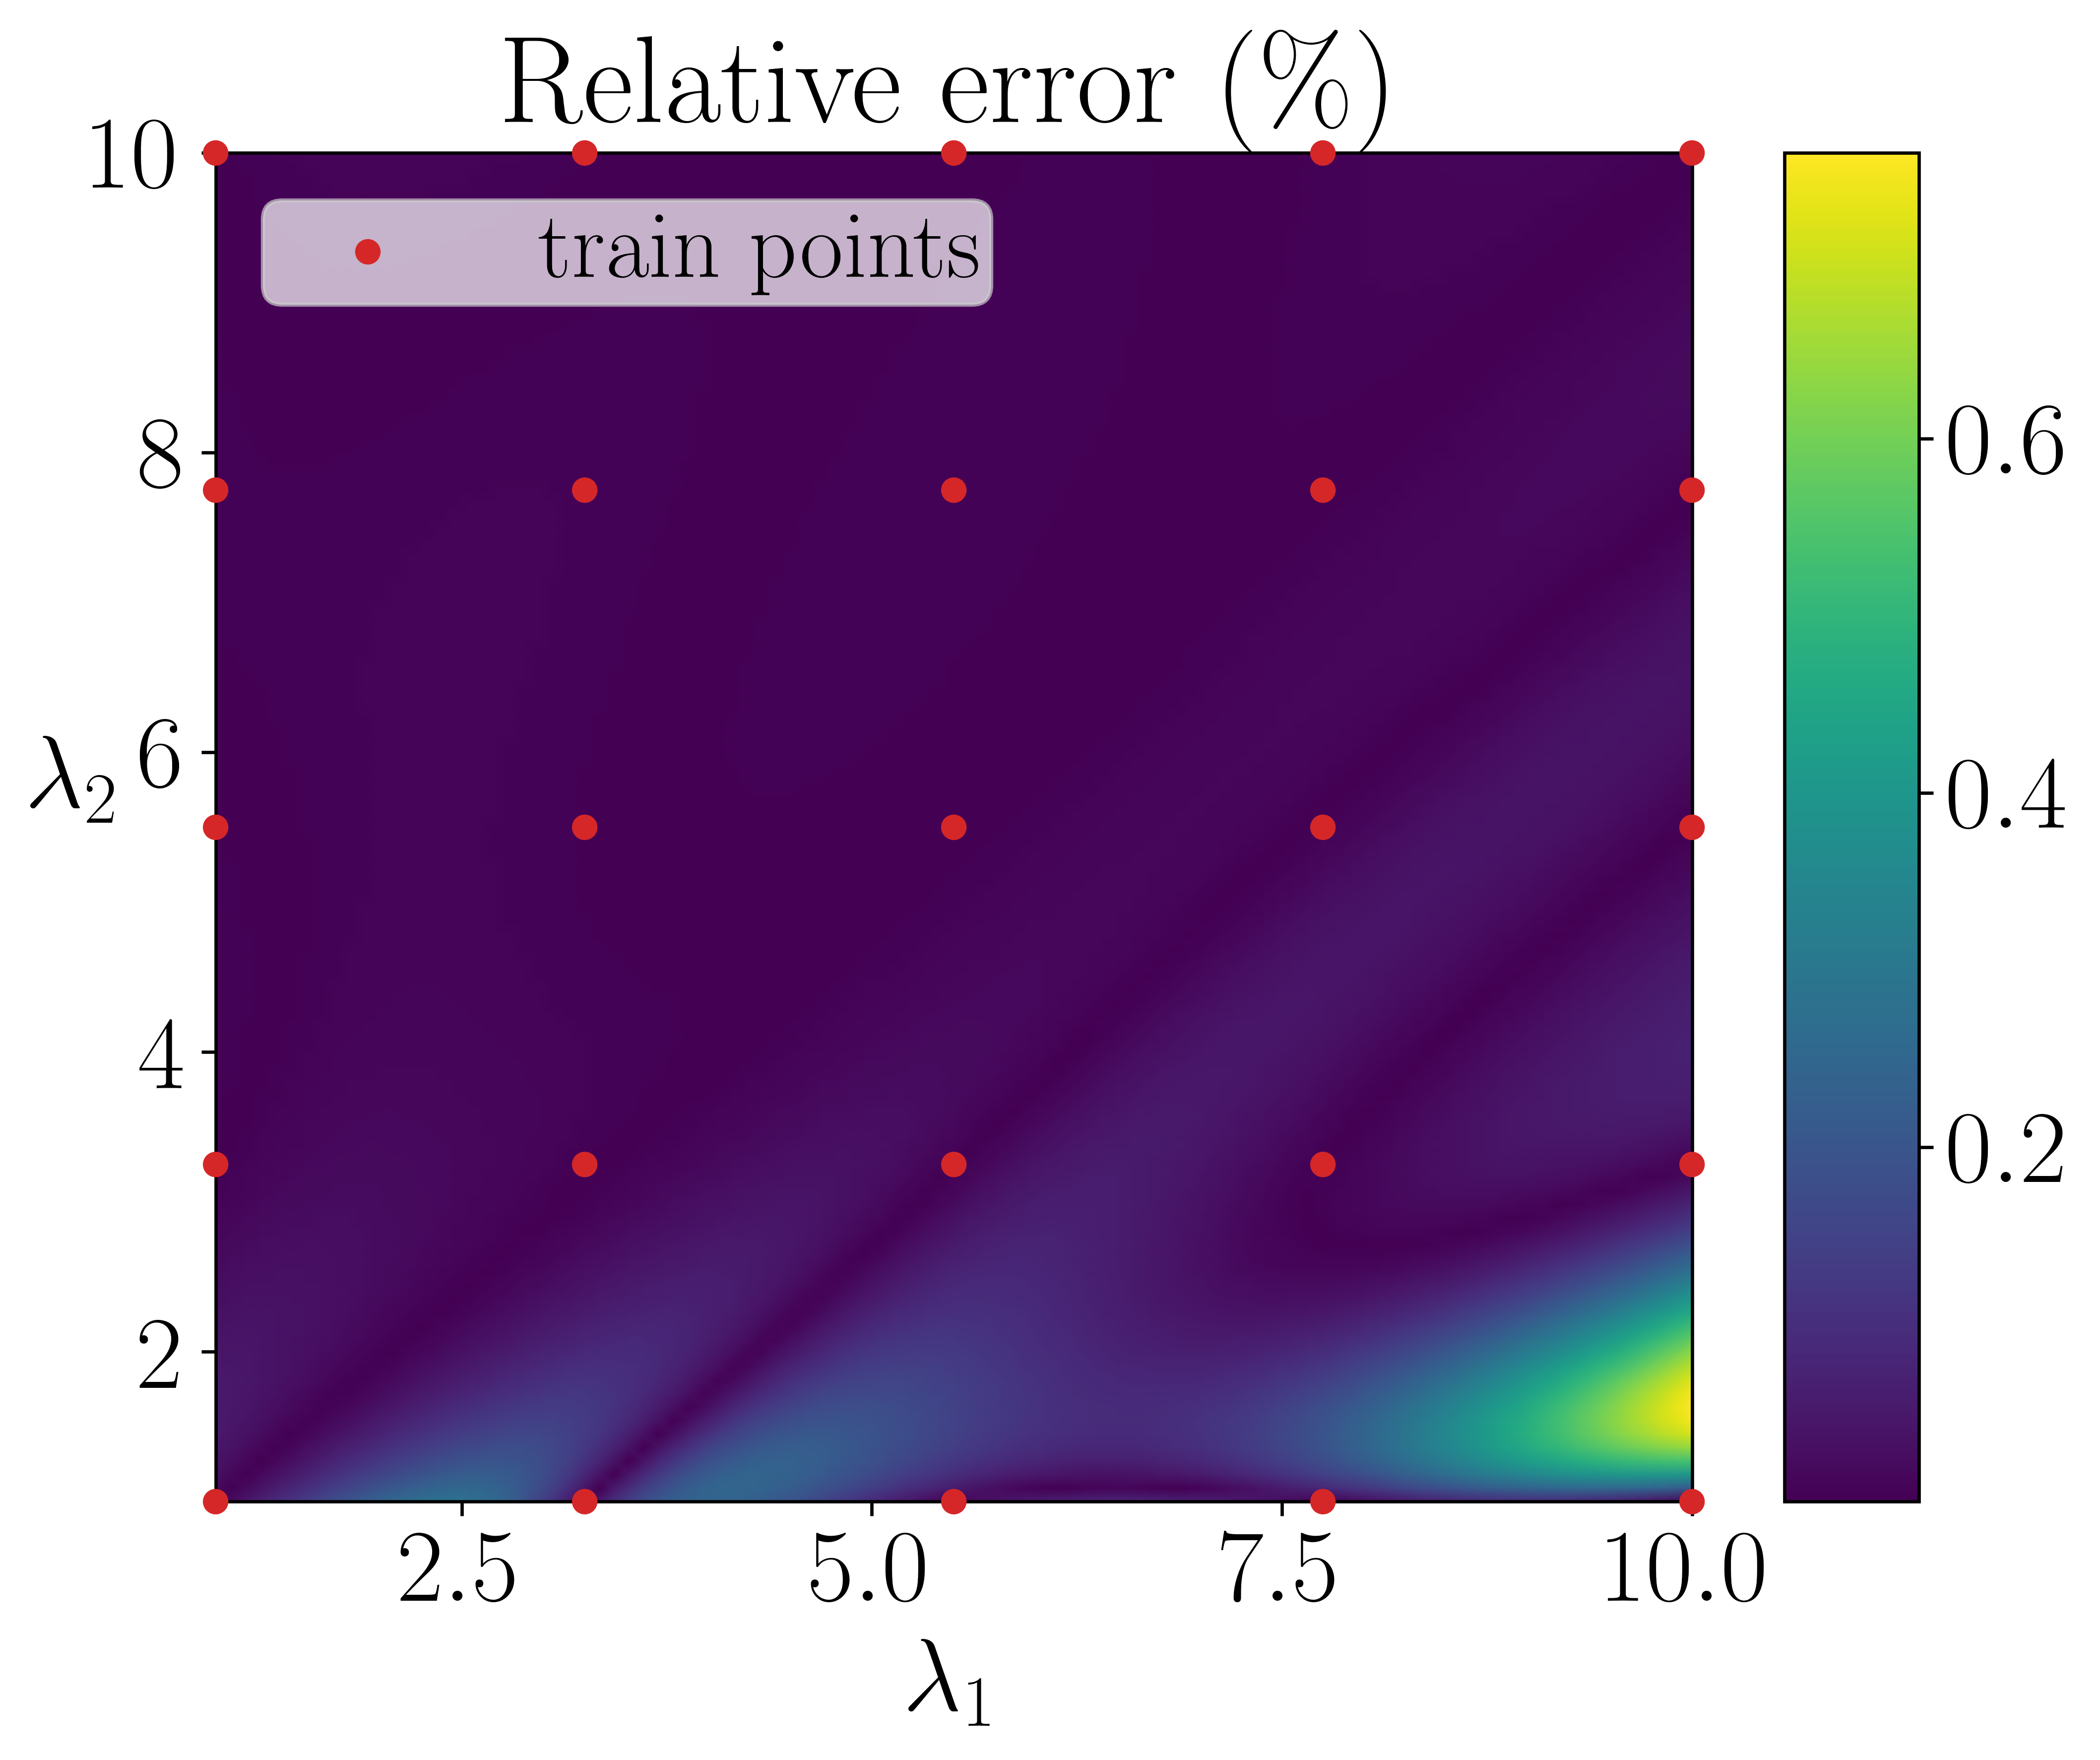 Relative error (%)
train points
10
8
6
4
2
λ₂
2.5 5.0 7.5 10.0
λ₁
0.6
0.4
0.2